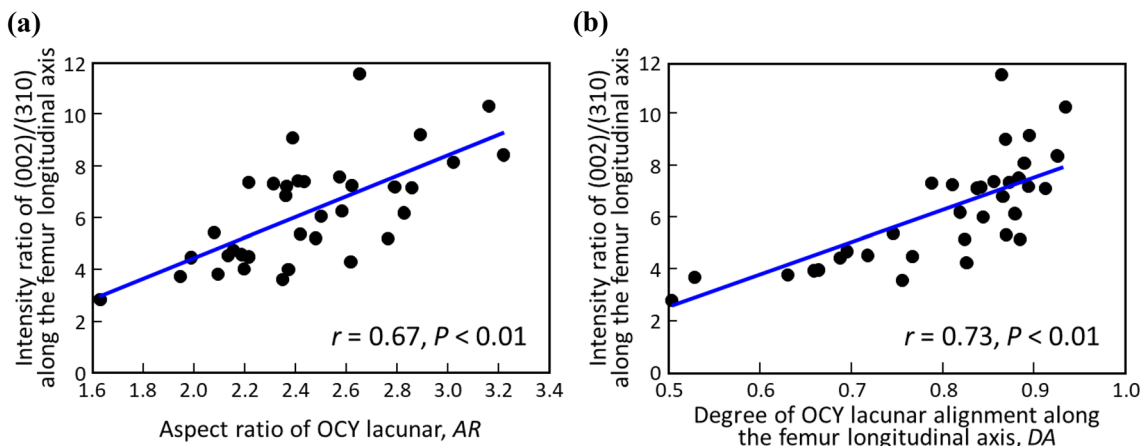 (a)
Intensity ratio of (002)/(310)
along the femur longitudinal axis
12
10
8
6
4
2
0
1.6 1.8 2.0 2.2 2.4 2.6 2.8 3.0 3.2 3.4
r = 0.67, P < 0.01
Aspect ratio of OCY lacunar, AR
(b)
Intensity ratio of (002)/(310)
along the femur longitudinal axis
12
10
8
6
4
2
0
0.5 0.6 0.7 0.8 0.9 1.0
r = 0.73, P < 0.01
Degree of OCY lacunar alignment along
the femur longitudinal axis, DA